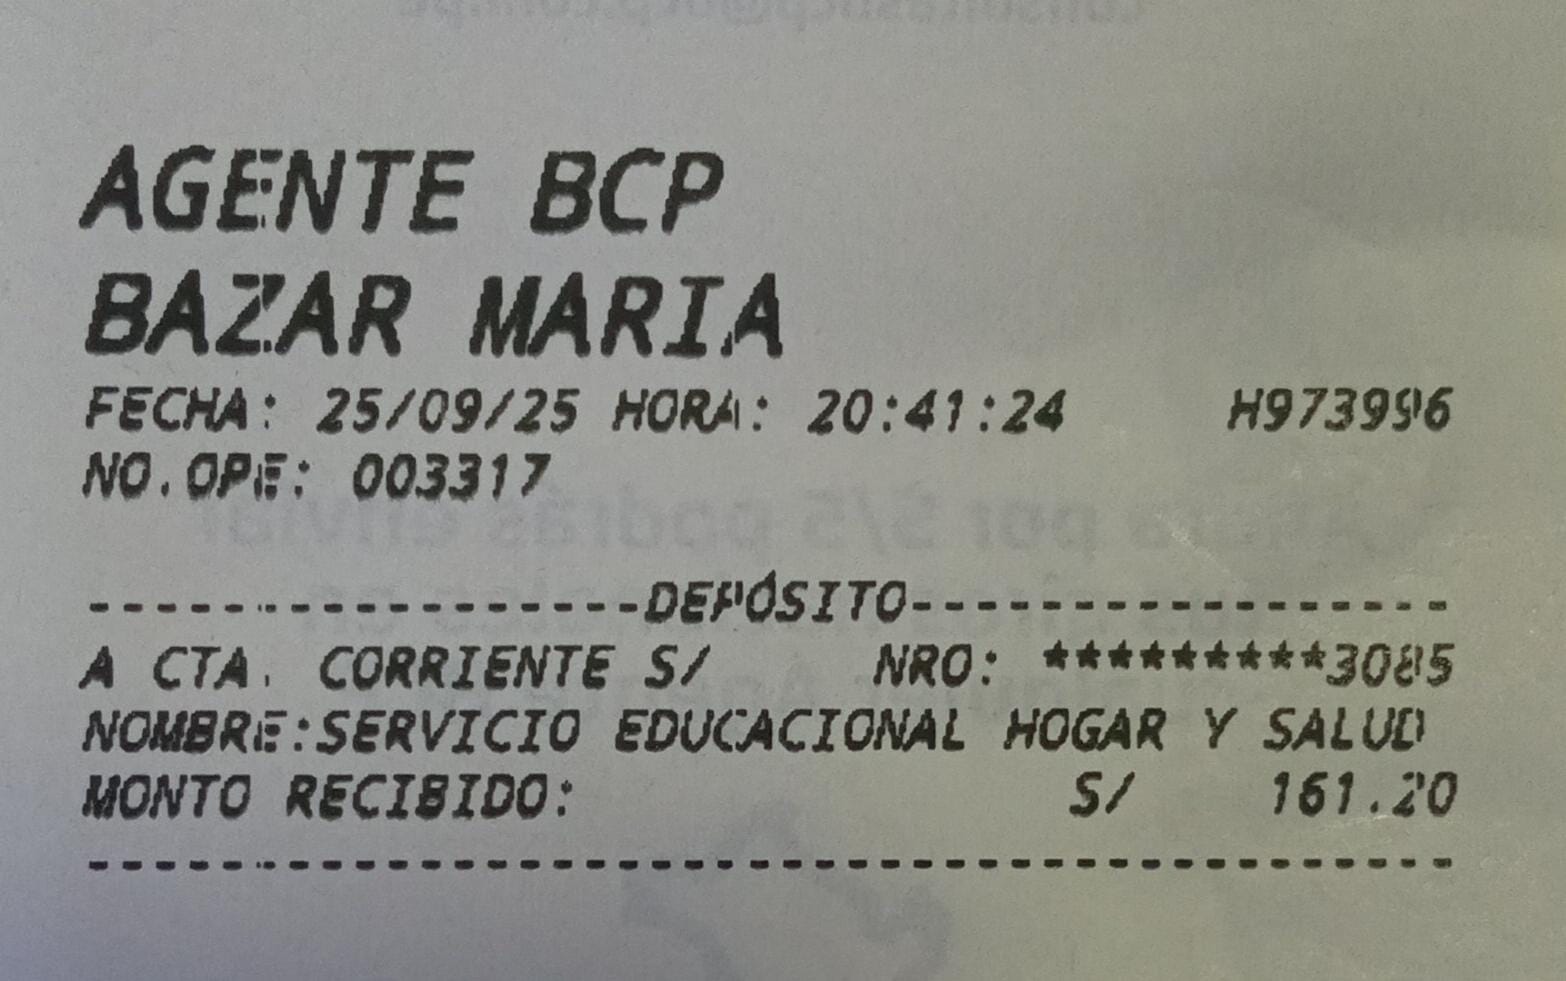 AGENTE BCP
BAZAR MARIA
FECHA: 25/09/25 HORA: 20:41:24 H973996
NO.OPE: 003317
------------------DEPÓSITO-----------------
A CTA. CORRIENTE S/ NRO: *********3085
NOMBRE:SERVICIO EDUCACIONAL HOGAR Y SALUD
MONTO RECIBIDO: S/ 161.20
-------------------------------------------